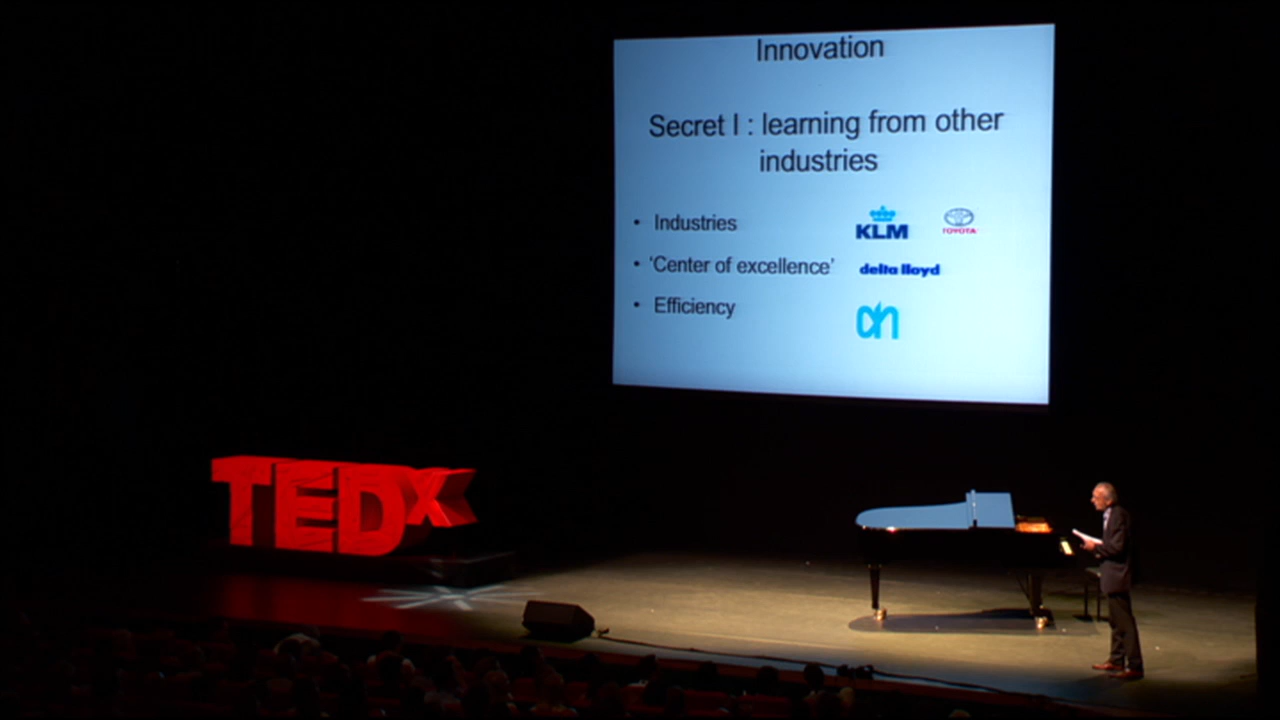 Innovation
Secret I : learning from other
industries
• Industries
• 'Center of excellence'
• Efficiency
KLM
TOYOTA
delta lloyd
ah
TEDx